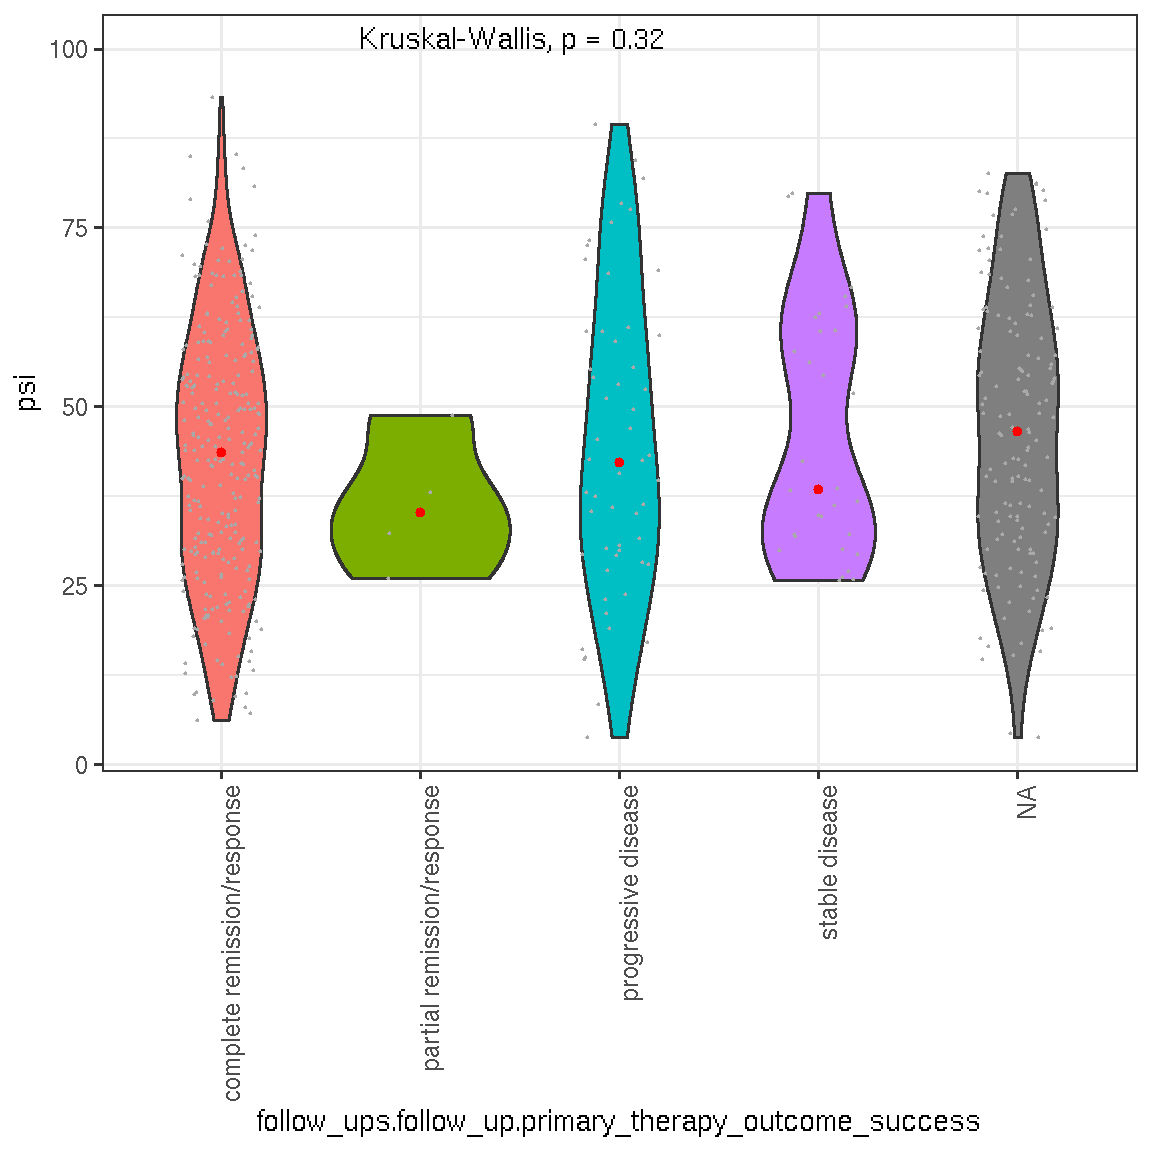 Kruskal-Wallis, p = 0.32
100
75
50
25
0
psi
complete remission/response
partial remission/response
progressive disease
stable disease
NA
follow_ups.follow_up.primary_therapy_outcome_success